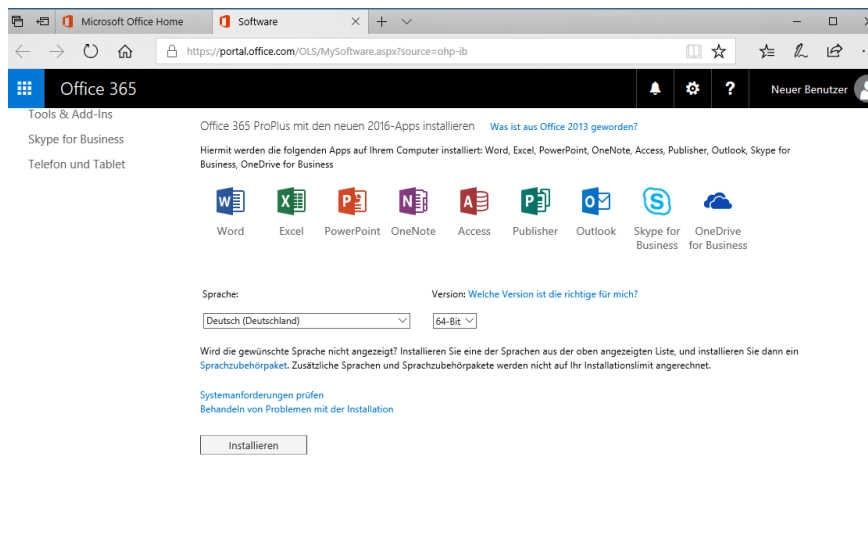 Microsoft Office Home
Software
https://portal.office.com/OLS/MySoftware.aspx?source=ohp-ib
Office 365
?
Neuer Benutzer
Tools & Add-Ins
Skype for Business
Telefon und Tablet
Office 365 ProPlus mit den neuen 2016-Apps installieren Was ist aus Office 2013 geworden?
Hiermit werden die folgenden Apps auf Ihrem Computer installiert: Word, Excel, PowerPoint, OneNote, Access, Publisher, Outlook, Skype for
Business, OneDrive for Business
Word Excel PowerPoint OneNote Access Publisher Outlook Skype for Business OneDrive for Business
Sprache: Version: Welche Version ist die richtige für mich?
Deutsch (Deutschland) 64-Bit
Wird die gewünschte Sprache nicht angezeigt? Installieren Sie eine der Sprachen aus der oben angezeigten Liste, und installieren Sie dann ein
Sprachzubehörpaket. Zusätzliche Sprachen und Sprachzubehörpakete werden nicht auf Ihr Installationslimit angerechnet.
Systemanforderungen prüfen
Behandeln von Problemen mit der Installation
Installieren